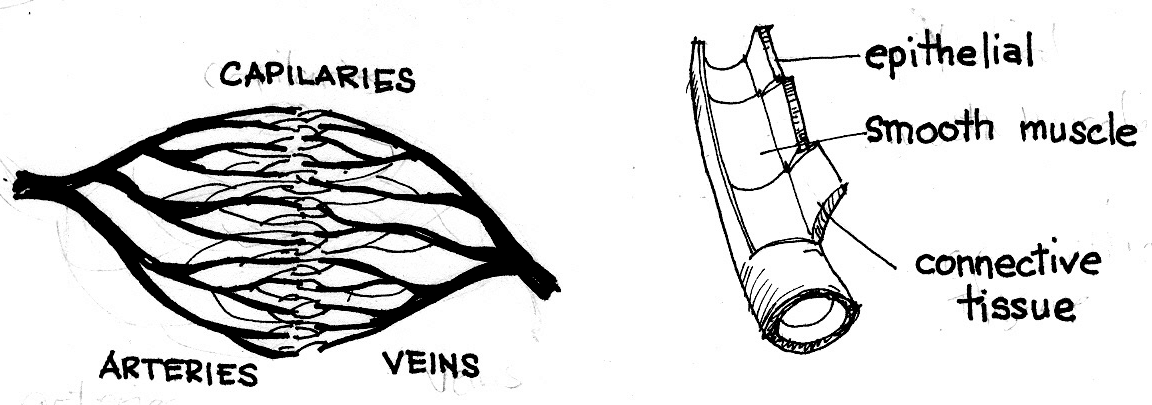 CAPILARIES
ARTERIES
VEINS
epithelial
smooth muscle
connective
tissue